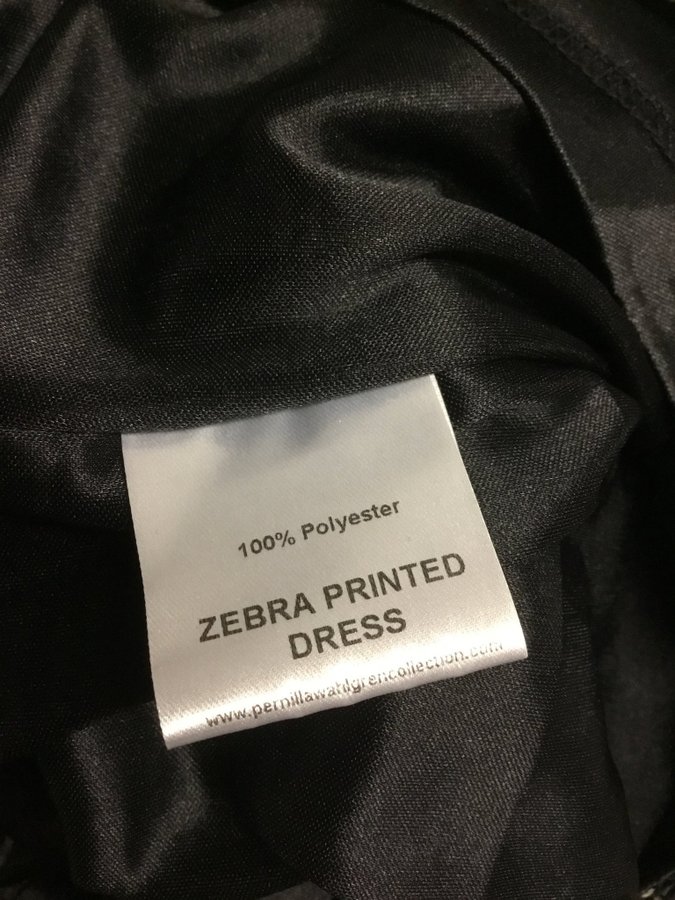 100% Polyester
ZEBRA PRINTED
DRESS
www.pernillawahlgrencollection.com